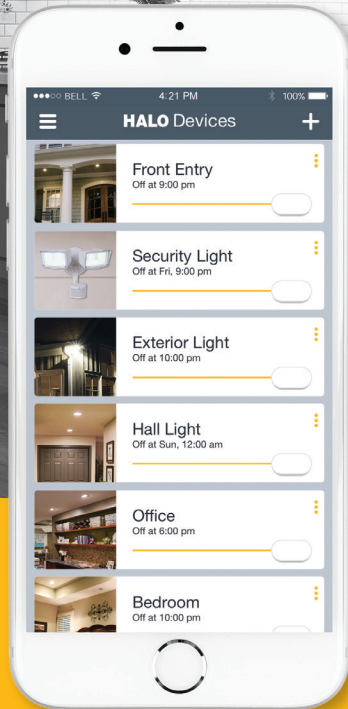 BELL 4:21 PM 100%
HALO Devices
Front Entry
Off at 9:00 pm
Security Light
Off at Fri, 9:00 pm
Exterior Light
Off at 10:00 pm
Hall Light
Off at Sun, 12:00 am
Office
Off at 6:00 pm
Bedroom
Off at 10:00 pm